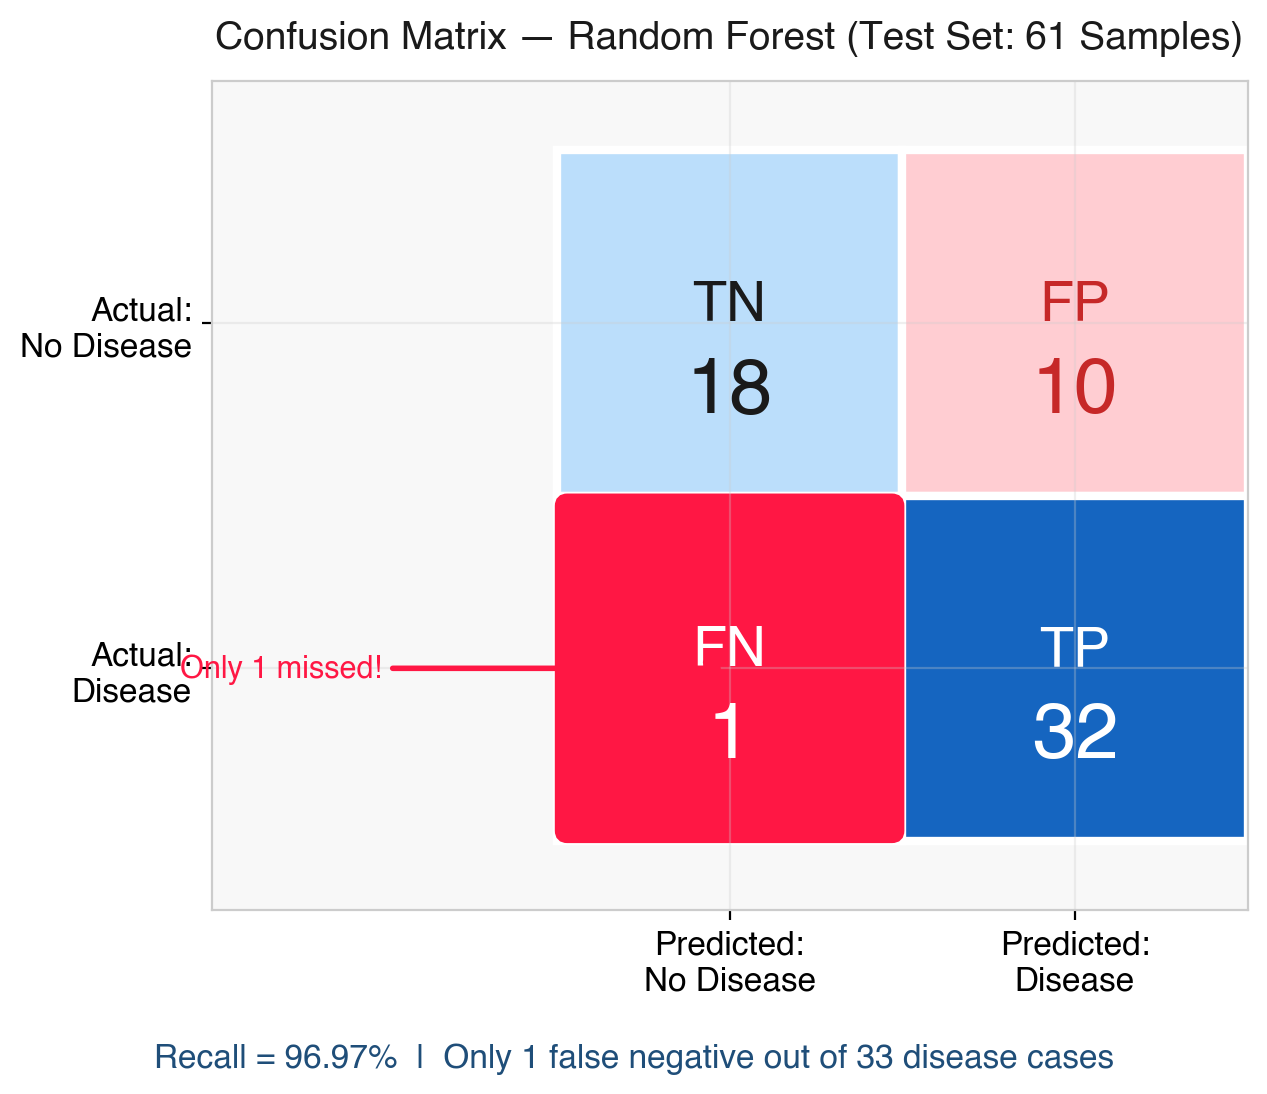 Confusion Matrix — Random Forest (Test Set: 61 Samples)
Actual:
No Disease
TN
18
FP
10
Actual:
Disease
Only 1 missed!
FN
1
TP
32
Predicted:
No Disease
Predicted:
Disease
Recall = 96.97% | Only 1 false negative out of 33 disease cases